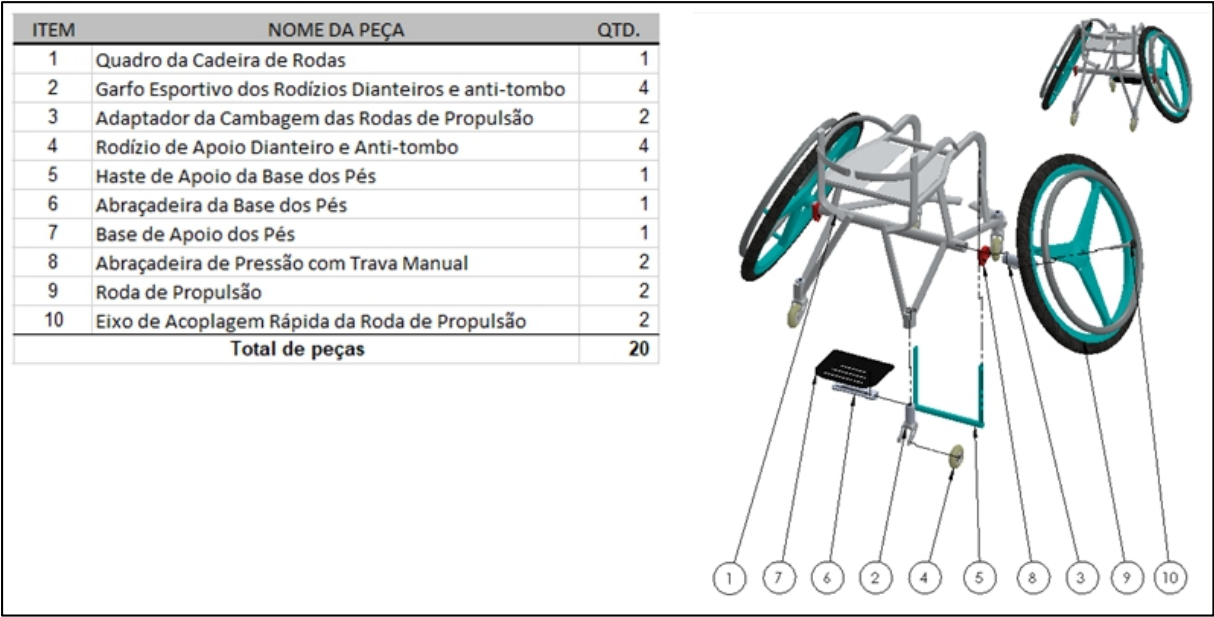 ITEM NOME DA PEÇA QTD.
1 Quadro da Cadeira de Rodas 1
2 Garfo Esportivo dos Rodízios Dianteiros e anti-tombo 4
3 Adaptador da Cambagem das Rodas de Propulsão 2
4 Rodízio de Apoio Dianteiro e Anti-tombo 4
5 Haste de Apoio da Base dos Pés 1
6 Abraçadeira da Base dos Pés 1
7 Base de Apoio dos Pés 1
8 Abraçadeira de Pressão com Trava Manual 2
9 Roda de Propulsão 2
10 Eixo de Acoplagem Rápida da Roda de Propulsão 2
Total de peças 20
1 7 6 2 4 5 8 3 9 10